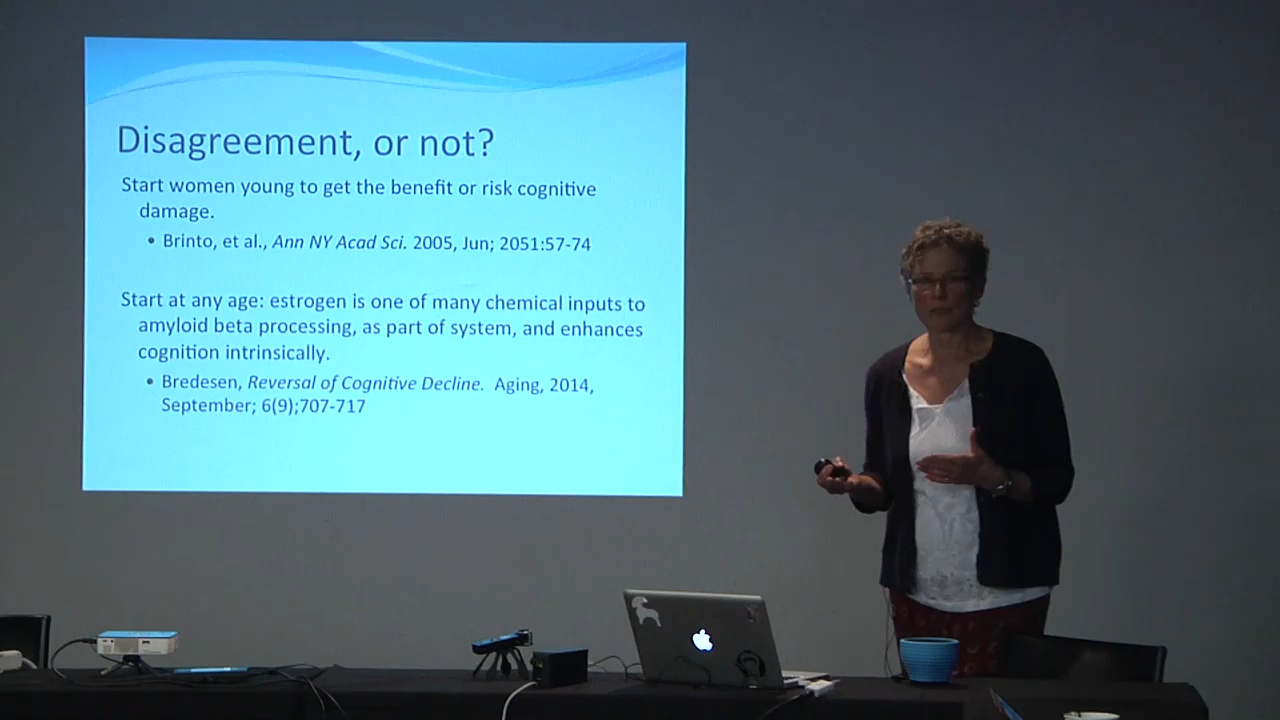 Disagreement, or not?
Start women young to get the benefit or risk cognitive
damage.
• Brinto, et al., Ann NY Acad Sci. 2005, Jun; 2051:57-74
Start at any age: estrogen is one of many chemical inputs to
amyloid beta processing, as part of system, and enhances
cognition intrinsically.
• Bredesen, Reversal of Cognitive Decline. Aging, 2014,
September; 6(9);707-717